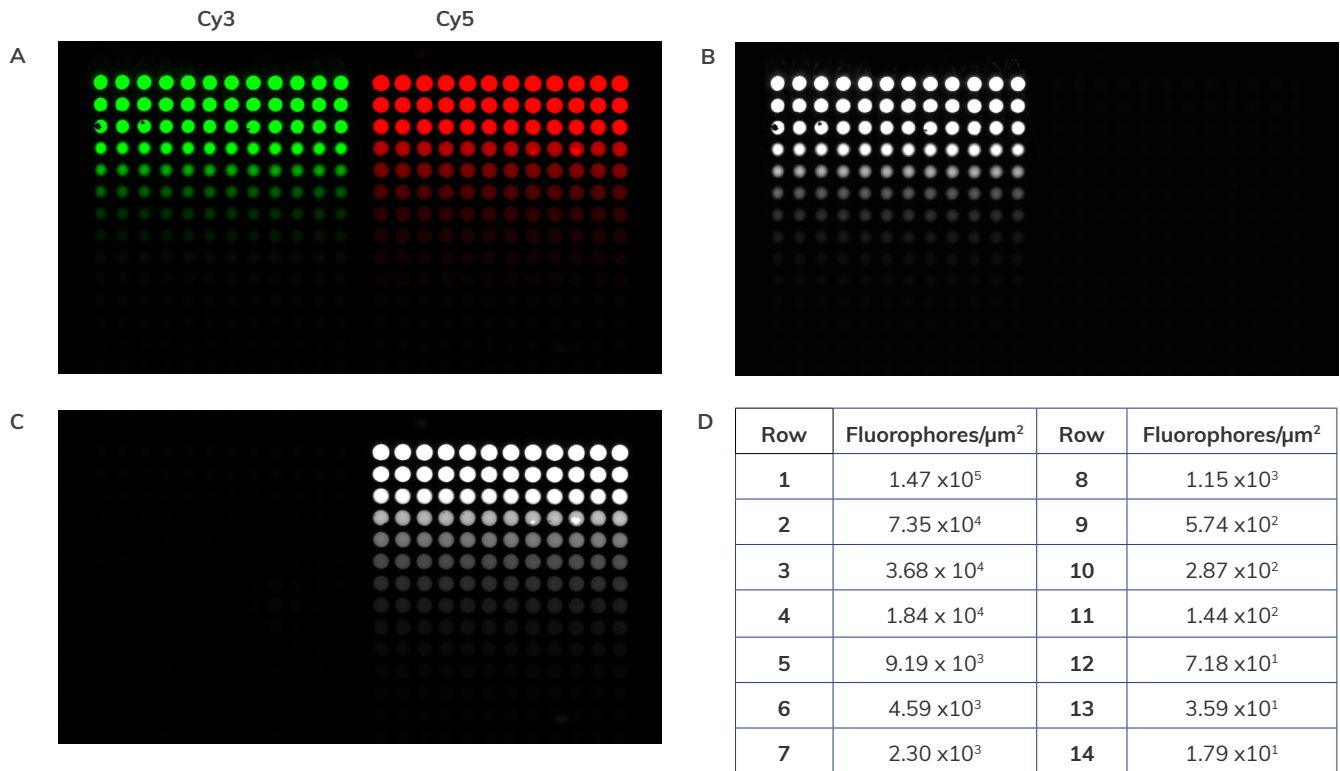 Cy3 Cy5
A
B
C
D
Row Fluorophores/µm² Row Fluorophores/µm²
1 1.47 x10⁵ 8 1.15 x10³
2 7.35 x10⁴ 9 5.74 x10²
3 3.68 x 10⁴ 10 2.87 x10²
4 1.84 x 10⁴ 11 1.44 x10²
5 9.19 x 10³ 12 7.18 x10¹
6 4.59 x10³ 13 3.59 x10¹
7 2.30 x10³ 14 1.79 x10¹